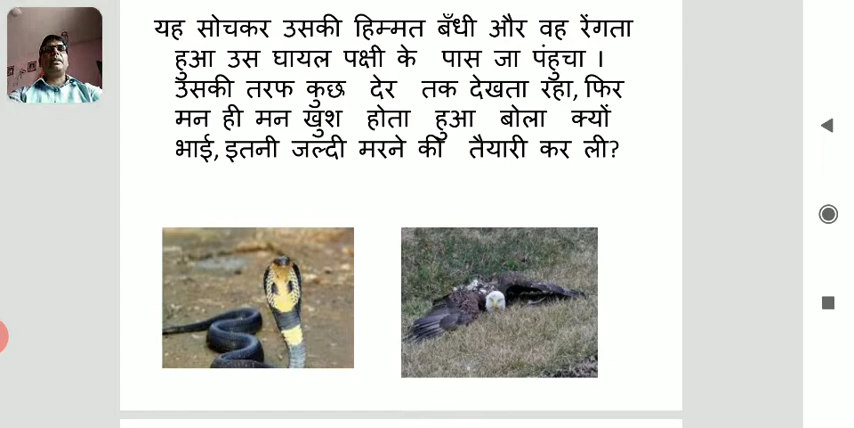 यह सोचकर उसकी हिम्मत बँधी और वह रेंगता
हुआ उस घायल पक्षी के पास जा पंहुचा ।
उसकी तरफ कुछ देर तक देखता रहा, फिर
मन ही मन खुश होता हुआ बोला क्यों
भाई, इतनी जल्दी मरने की तैयारी कर ली?